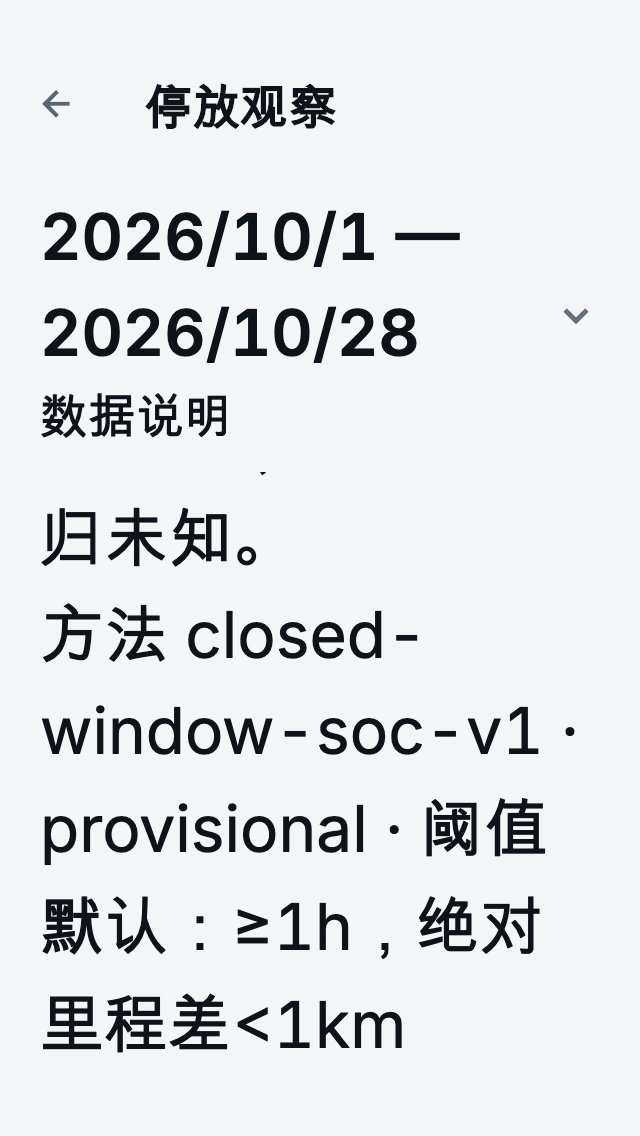 停放观察
2026/10/1 —
2026/10/28
数据说明
归未知。
方法 closed-
window-soc-v1 ·
provisional · 阈值
默认：≥1h，绝对
里程差<1km